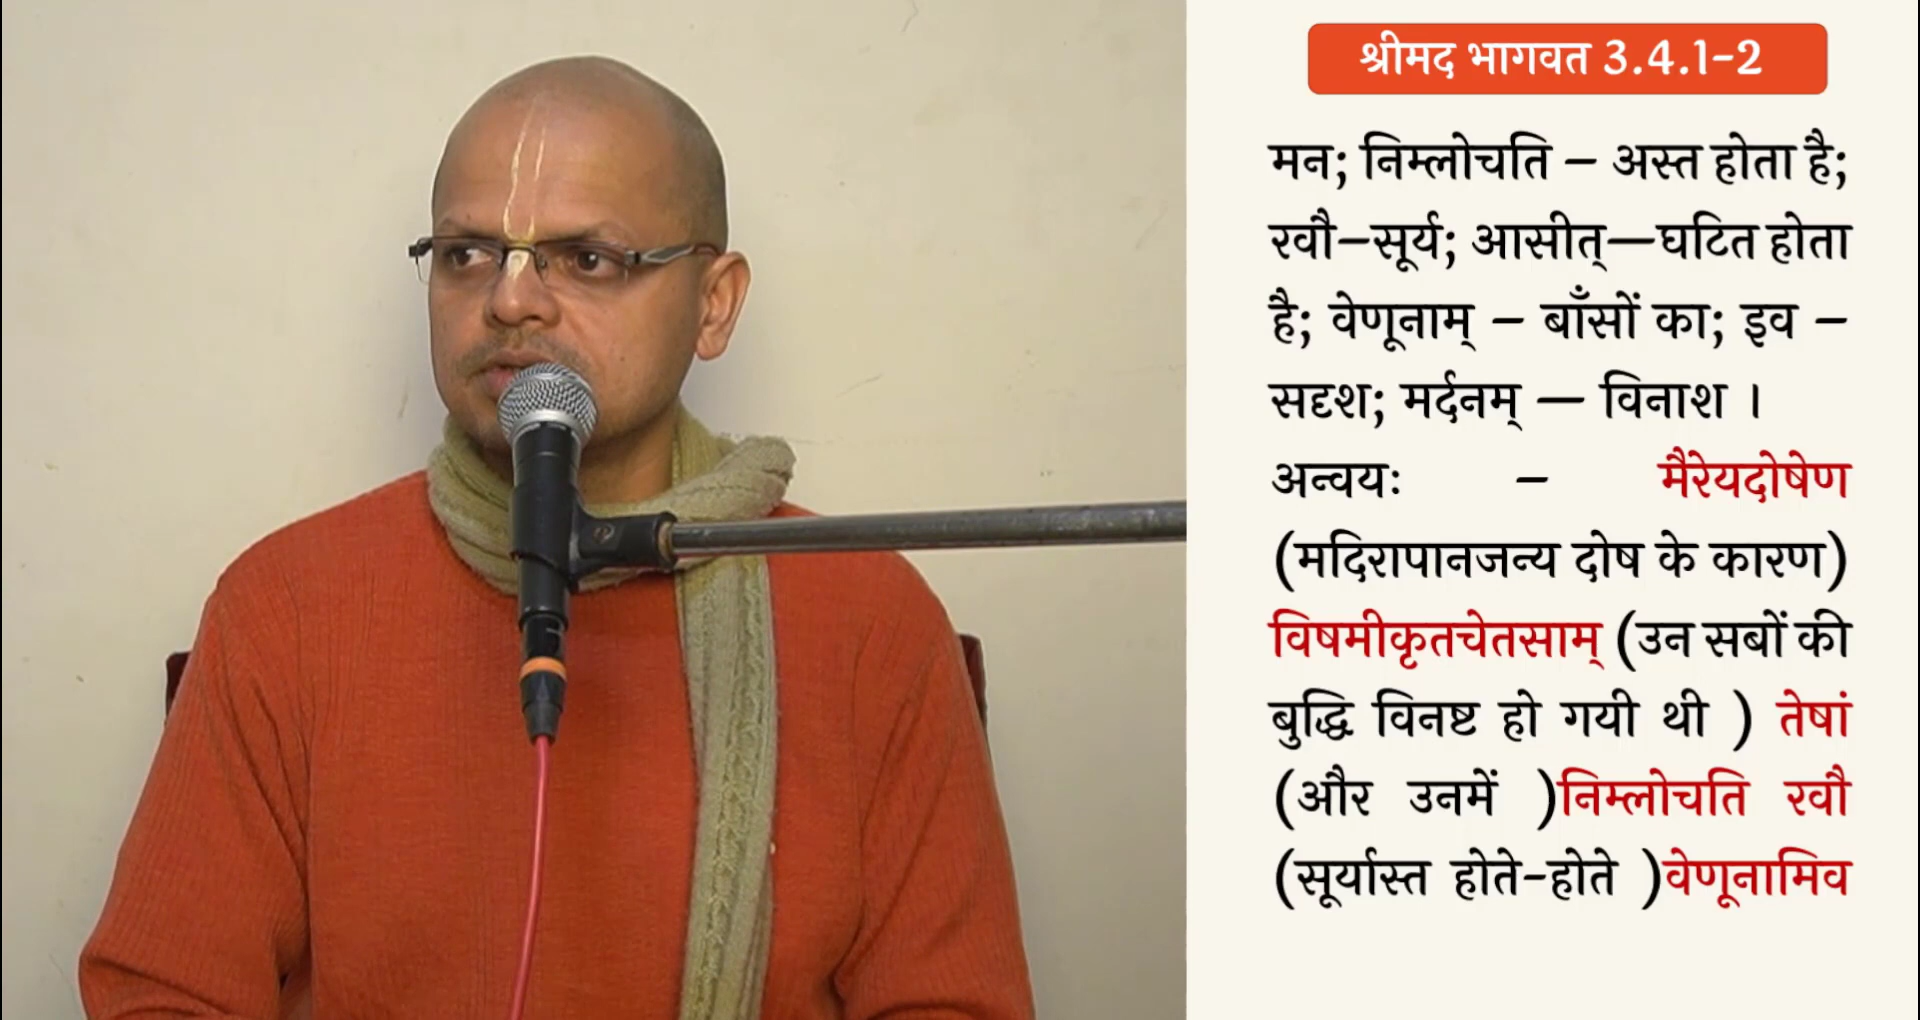 श्रीमद भागवत 3.4.1-2
मन; निम्लोचति – अस्त होता है;
रवौ–सूर्य; आसीत्—घटित होता
है; वेणूनाम् – बाँसों का; इव –
सदृश; मर्दनम् — विनाश ।
अन्वयः – मैरेयदोषेण
(मदिरापानजन्य दोष के कारण)
विषमीकृतचेतसाम् (उन सबों की
बुद्धि विनष्ट हो गयी थी ) तेषां
(और उनमें )निम्लोचति रवौ
(सूर्यास्त होते-होते )वेणूनामिव